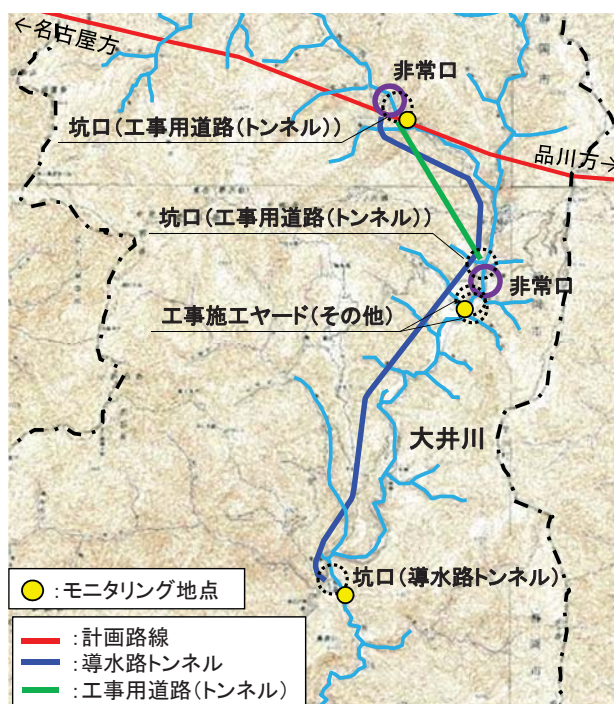 ←名古屋方
非常口
坑口(工事用道路(トンネル))
品川方→
坑口(工事用道路(トンネル))
非常口
工事施工ヤード(その他)
大井川
坑口(導水路トンネル)
:モニタリング地点
:計画路線
:導水路トンネル
:工事用道路(トンネル)